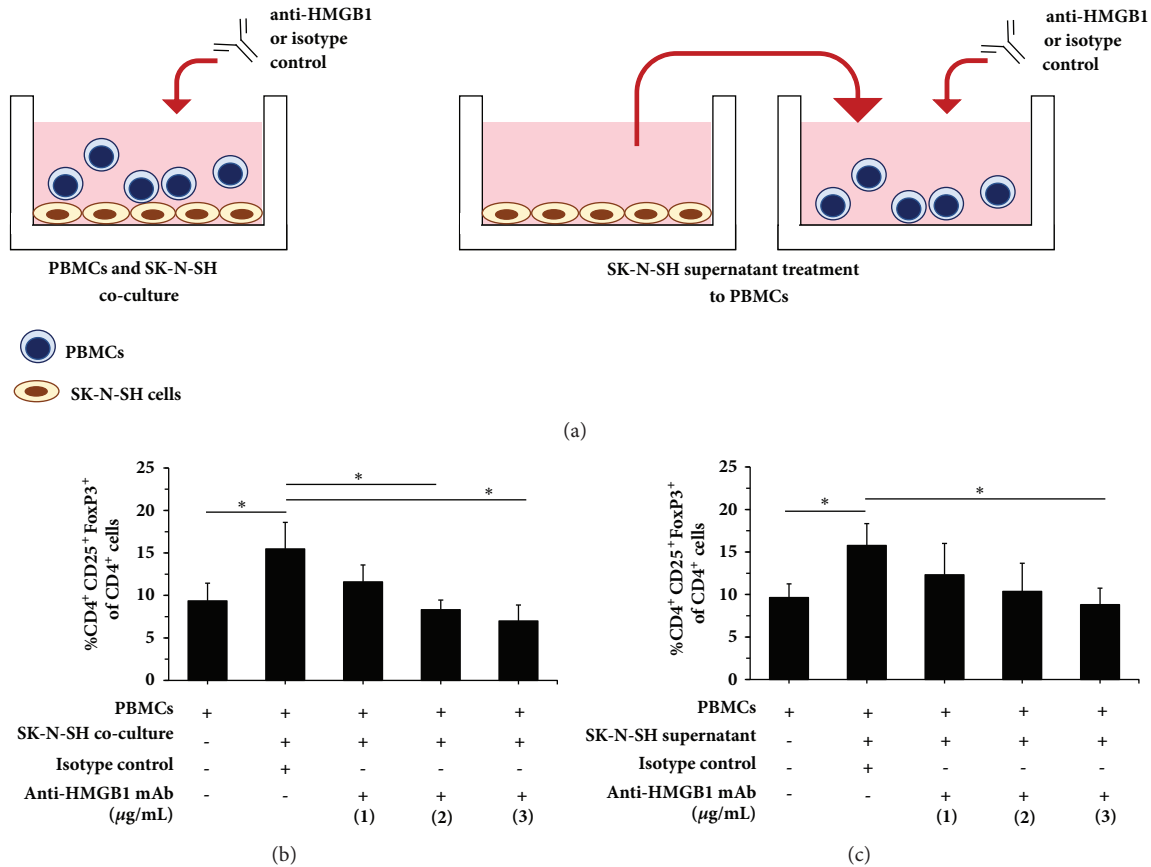 anti-HMGB1
or isotype
control
anti-HMGB1
or isotype
control
PBMCs and SK-N-SH
co-culture
SK-N-SH supernatant treatment
to PBMCs
PBMCs
SK-N-SH cells
(a)
%CD4⁺ CD25⁺ FoxP3⁺
of CD4⁺ cells
25
20
15
10
5
0
*
*
*
PBMCs + + + + +
SK-N-SH co-culture - + + + +
Isotype control - + - - -
Anti-HMGB1 mAb - - + + +
(μg/mL) (1) (2) (3)
(b)
%CD4⁺ CD25⁺ FoxP3⁺
of CD4⁺ cells
25
20
15
10
5
0
*
*
PBMCs + + + + +
SK-N-SH supernatant - + + + +
Isotype control - + - - -
Anti-HMGB1 mAb - - + + +
(μg/mL) (1) (2) (3)
(c)